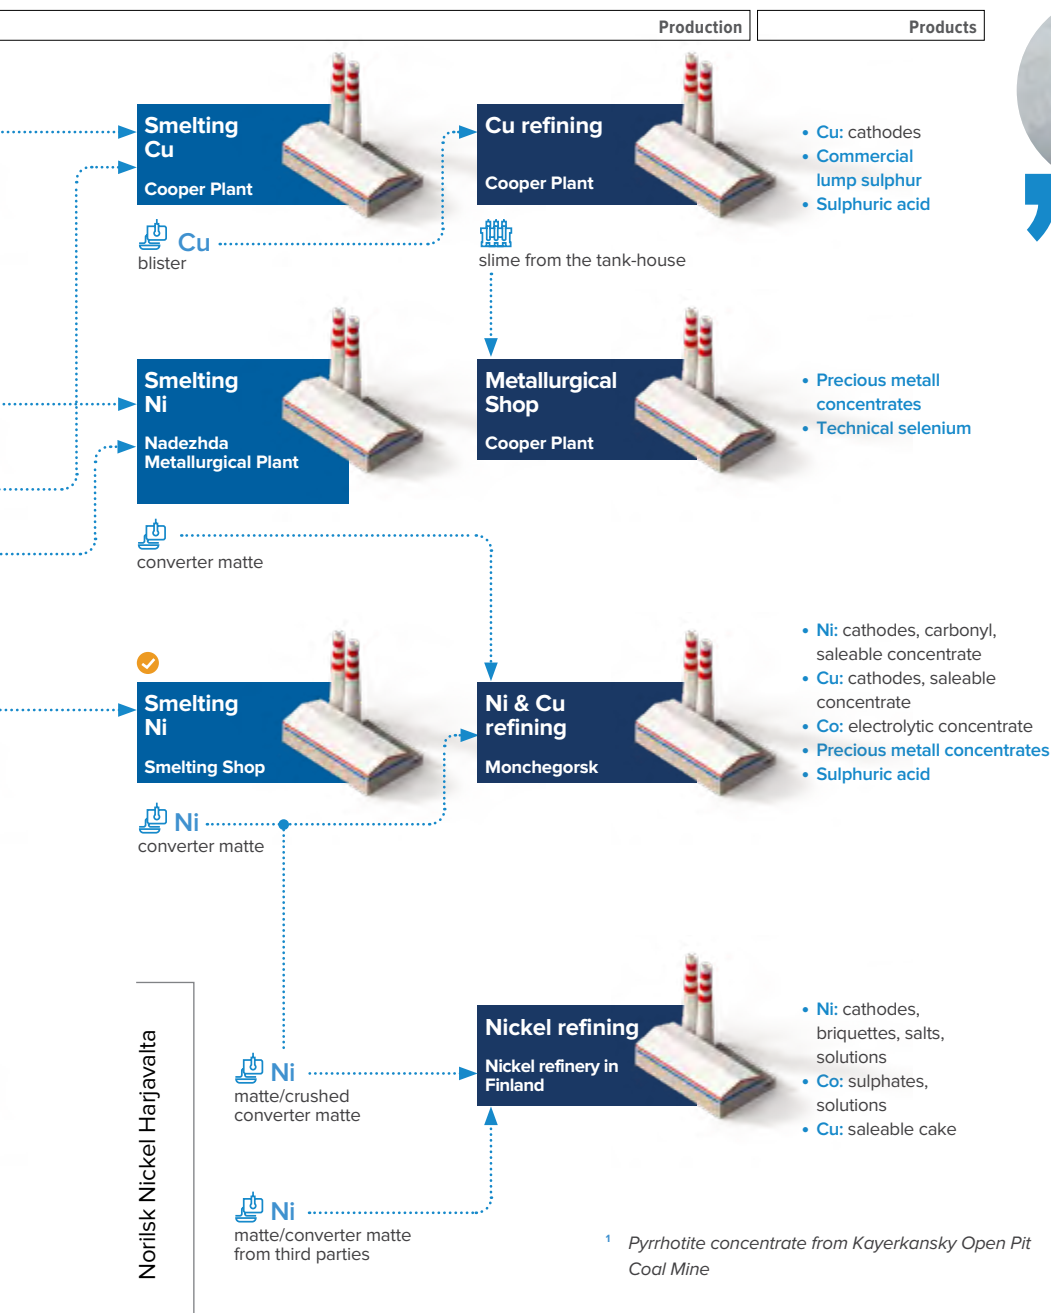 Production
Products
Smelting
Cu
Cooper Plant
Cu refining
Cooper Plant
• Cu: cathodes
• Commercial
lump sulphur
• Sulphuric acid
Cu
blister
slime from the tank-house
Smelting
Ni
Nadezhda
Metallurgical Plant
Metallurgical
Shop
Cooper Plant
• Precious metall
concentrates
• Technical selenium
converter matte
Smelting
Ni
Smelting Shop
Ni & Cu
refining
Monchegorsk
• Ni: cathodes, carbonyl,
saleable concentrate
• Cu: cathodes, saleable
concentrate
• Co: electrolytic concentrate
• Precious metall concentrates
• Sulphuric acid
Ni
converter matte
Norilsk Nickel Harjavalta
Nickel refining
Nickel refinery in
Finland
• Ni: cathodes,
briquettes, salts,
solutions
• Co: sulphates,
solutions
• Cu: saleable cake
Ni
matte/crushed
converter matte
Ni
matte/converter matte
from third parties
1 Pyrrhotite concentrate from Kayerkansky Open Pit
Coal Mine